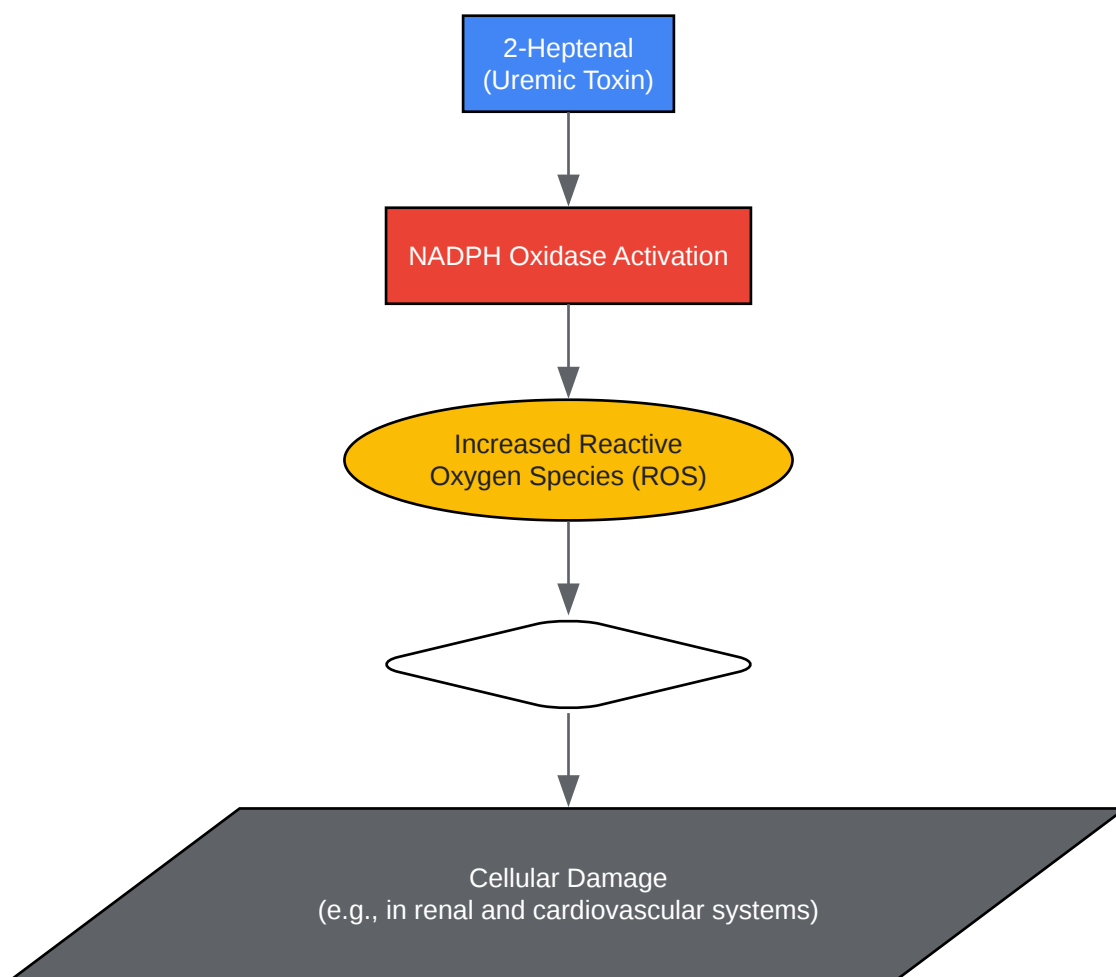 2-Heptenal
(Uremic Toxin)
NADPH Oxidase Activation
Increased Reactive
Oxygen Species (ROS)
Cellular Damage
(e.g., in renal and cardiovascular systems)